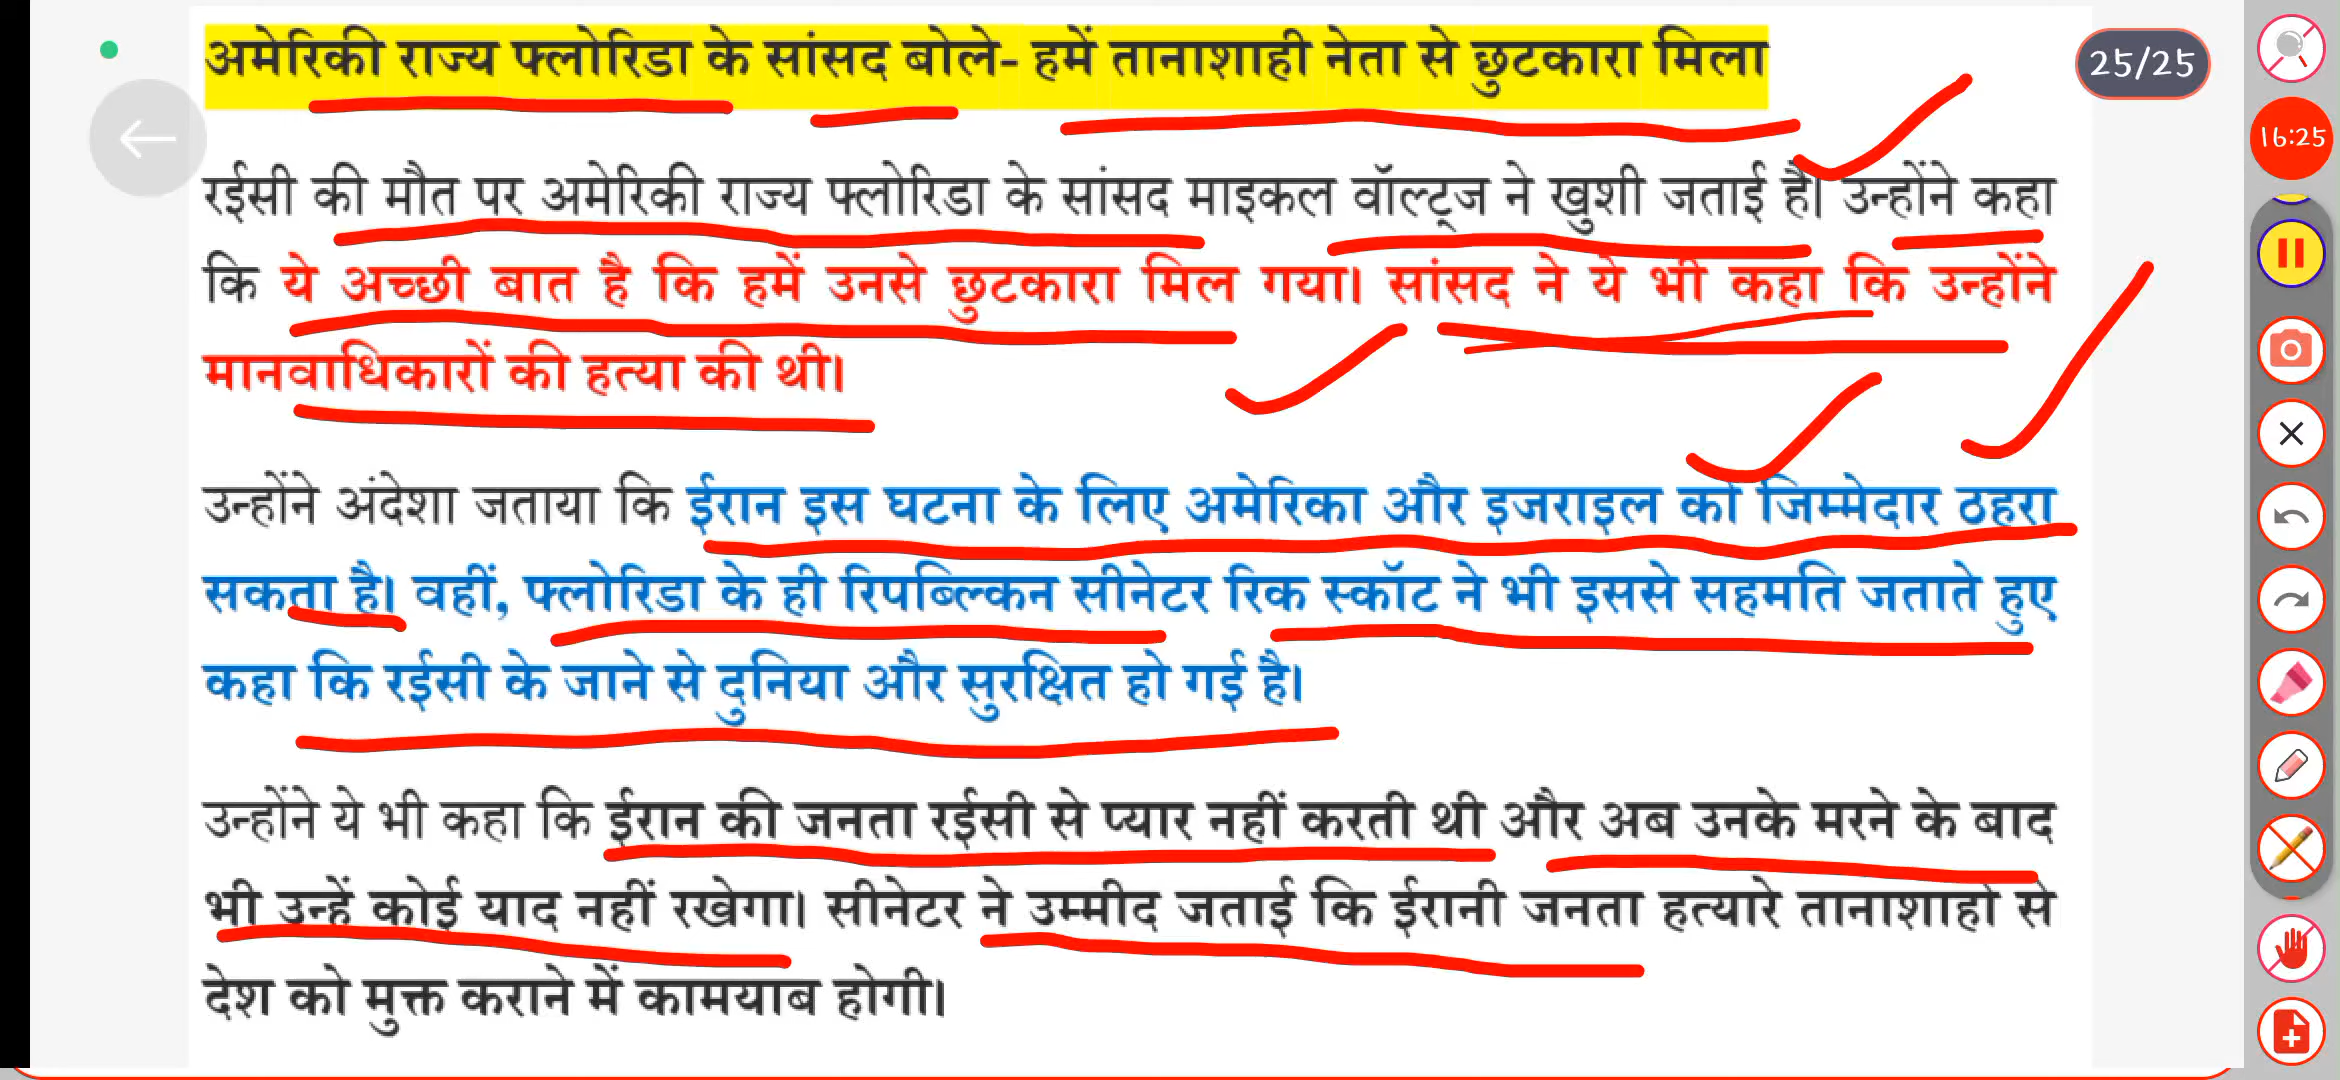 अमेरिकी राज्य फ्लोरिडा के सांसद बोले- हमें तानाशाही नेता से छुटकारा मिला
25/25
16:25
रईसी की मौत पर अमेरिकी राज्य फ्लोरिडा के सांसद माइकल वॉल्ट्ज ने खुशी जताई है। उन्होंने कहा
कि ये अच्छी बात है कि हमें उनसे छुटकारा मिल गया। सांसद ने ये भी कहा कि उन्होंने
मानवाधिकारों की हत्या की थी।
उन्होंने अंदेशा जताया कि ईरान इस घटना के लिए अमेरिका और इजराइल को जिम्मेदार ठहरा
सकता है। वहीं, फ्लोरिडा के ही रिपब्लिकन सीनेटर रिक स्कॉट ने भी इससे सहमति जताते हुए
कहा कि रईसी के जाने से दुनिया और सुरक्षित हो गई है।
उन्होंने ये भी कहा कि ईरान की जनता रईसी से प्यार नहीं करती थी और अब उनके मरने के बाद
भी उन्हें कोई याद नहीं रखेगा। सीनेटर ने उम्मीद जताई कि ईरानी जनता हत्यारे तानाशाहों से
देश को मुक्त कराने में कामयाब होगी।